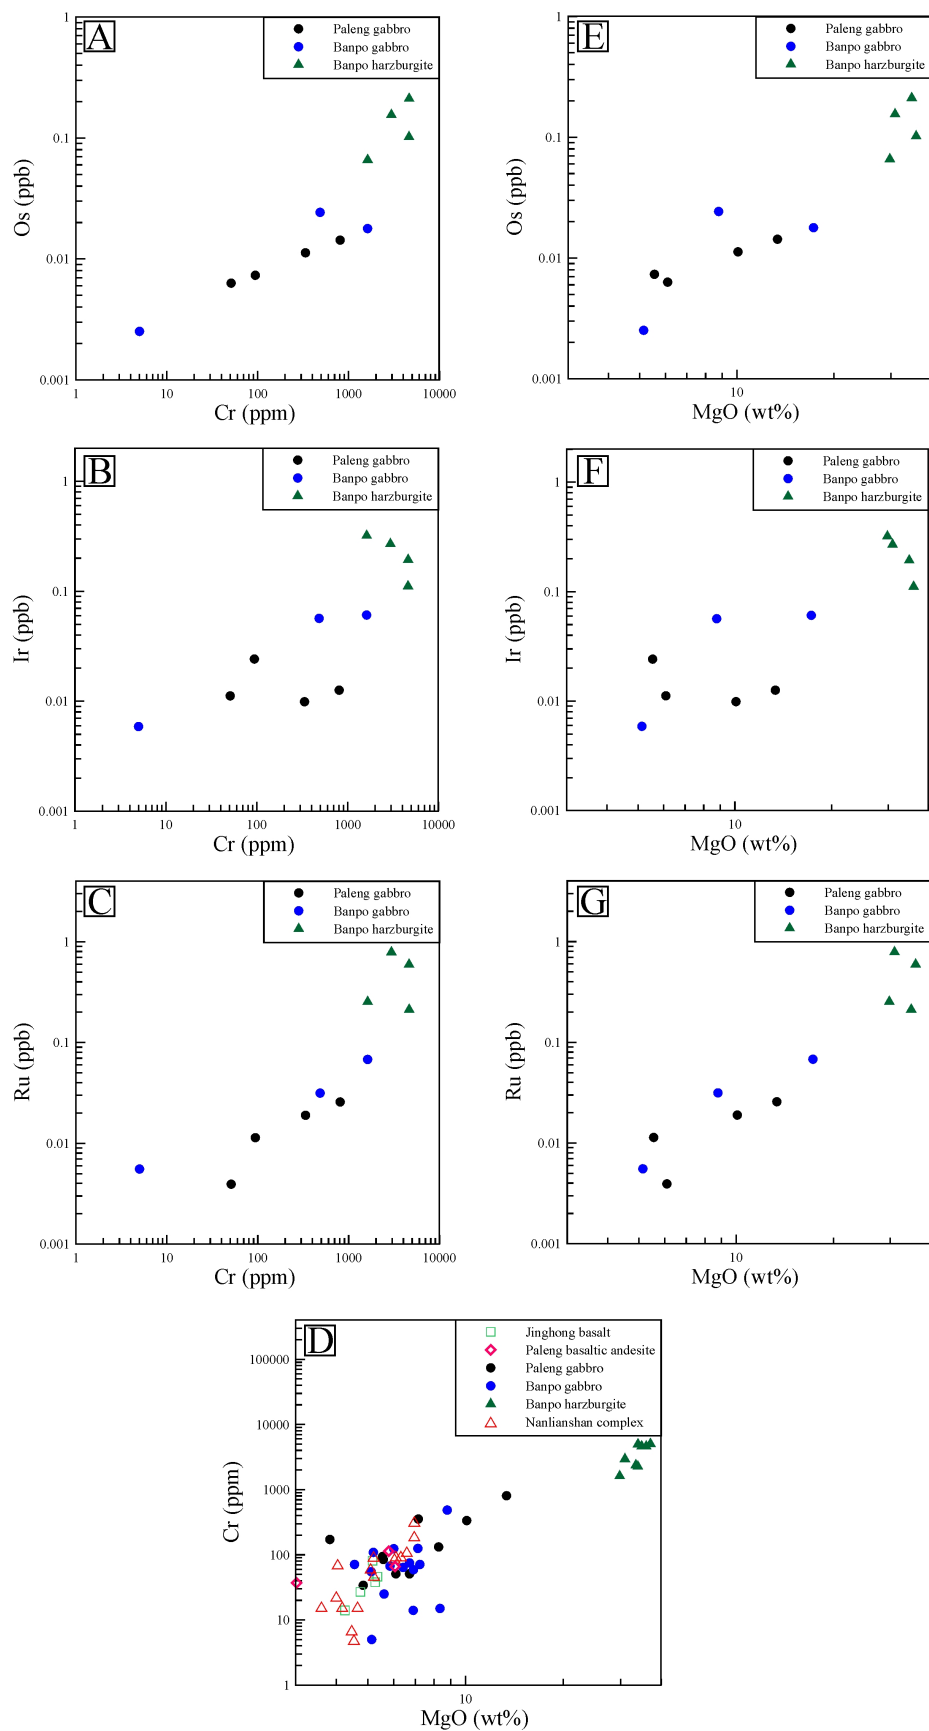 A
Paleng gabbro
Banpo gabbro
Banpo harzburgite
1
0.1
0.01
0.001
Os (ppb)
1 10 100 1000 10000
Cr (ppm)
E
Paleng gabbro
Banpo gabbro
Banpo harzburgite
1
0.1
0.01
0.001
Os (ppb)
10
MgO (wt%)
B
Paleng gabbro
Banpo gabbro
Banpo harzburgite
1
0.1
0.01
0.001
Ir (ppb)
1 10 100 1000 10000
Cr (ppm)
F
Paleng gabbro
Banpo gabbro
Banpo harzburgite
1
0.1
0.01
0.001
Ir (ppb)
10
MgO (wt%)
C
Paleng gabbro
Banpo gabbro
Banpo harzburgite
1
0.1
0.01
0.001
Ru (ppb)
1 10 100 1000 10000
Cr (ppm)
G
Paleng gabbro
Banpo gabbro
Banpo harzburgite
1
0.1
0.01
0.001
Ru (ppb)
10
MgO (wt%)
D
Jinghong basalt
Paleng basaltic andesite
Paleng gabbro
Banpo gabbro
Banpo harzburgite
Nanlianshan complex
100000
10000
1000
100
10
1
Cr (ppm)
10
MgO (wt%)